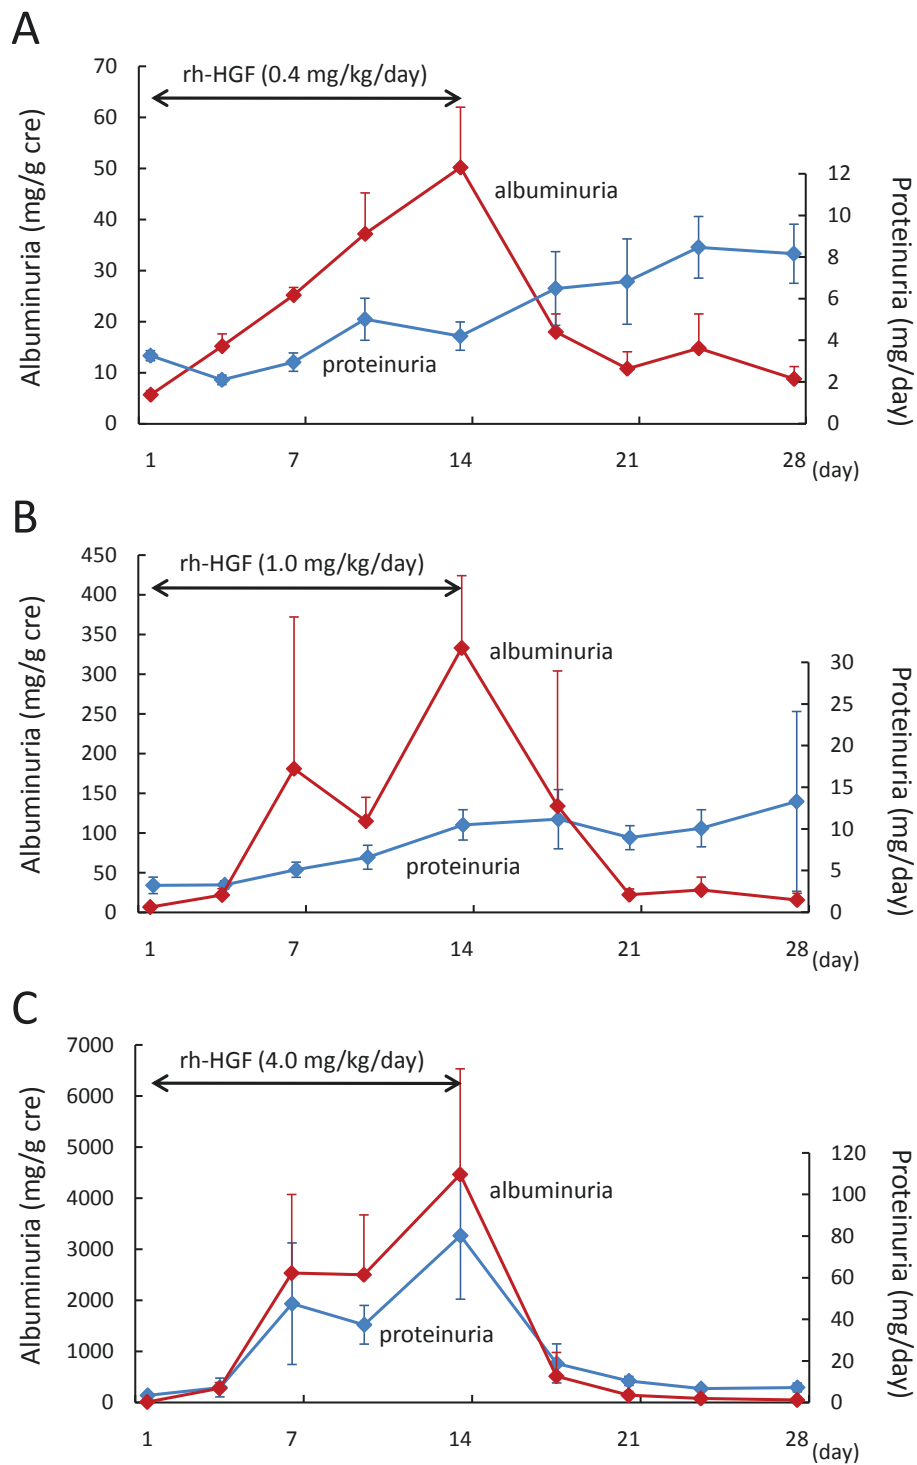 A
rh-HGF (0.4 mg/kg/day)
Albuminuria (mg/g cre)
70
60
50
40
30
20
10
0
albuminuria
proteinuria
12
10
8
6
4
2
0
Proteinuria (mg/day)
1 7 14 21 28 (day)
B
rh-HGF (1.0 mg/kg/day)
Albuminuria (mg/g cre)
450
400
350
300
250
200
150
100
50
0
albuminuria
proteinuria
30
25
20
15
10
5
0
Proteinuria (mg/day)
1 7 14 21 28 (day)
C
rh-HGF (4.0 mg/kg/day)
Albuminuria (mg/g cre)
7000
6000
5000
4000
3000
2000
1000
0
albuminuria
proteinuria
120
100
80
60
40
20
0
Proteinuria (mg/day)
1 7 14 21 28 (day)